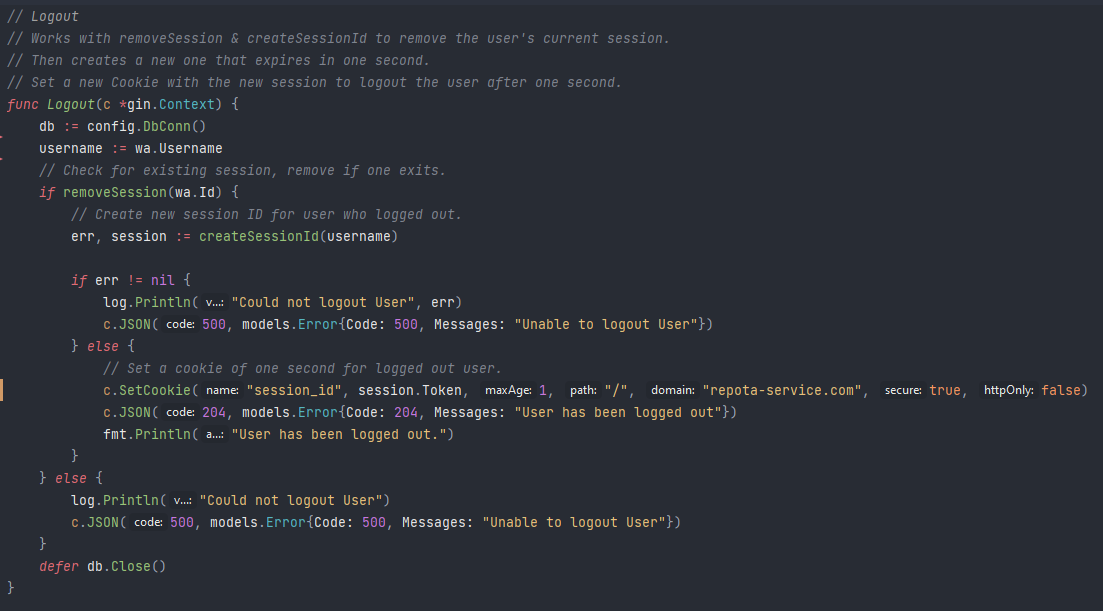 // Logout
// Works with removeSession & createSessionId to remove the user's current session.
// Then creates a new one that expires in one second.
// Set a new Cookie with the new session to logout the user after one second.
func Logout(c *gin.Context) {
    db := config.DbConn()
    username := wa.Username
    // Check for existing session, remove if one exits.
    if removeSession(wa.Id) {
        // Create new session ID for user who logged out.
        err, session := createSessionId(username)

        if err != nil {
            log.Println( v...: "Could not logout User", err)
            c.JSON( code: 500, models.Error{Code: 500, Messages: "Unable to logout User"})
        } else {
            // Set a cookie of one second for logged out user.
            c.SetCookie( name: "session_id", session.Token, maxAge: 1, path: "/", domain: "repota-service.com", secure: true, httpOnly: false)
            c.JSON( code: 204, models.Error{Code: 204, Messages: "User has been logged out"})
            fmt.Println( a...: "User has been logged out.")
        }
    } else {
        log.Println( v...: "Could not logout User")
        c.JSON( code: 500, models.Error{Code: 500, Messages: "Unable to logout User"})
    }
    defer db.Close()
}